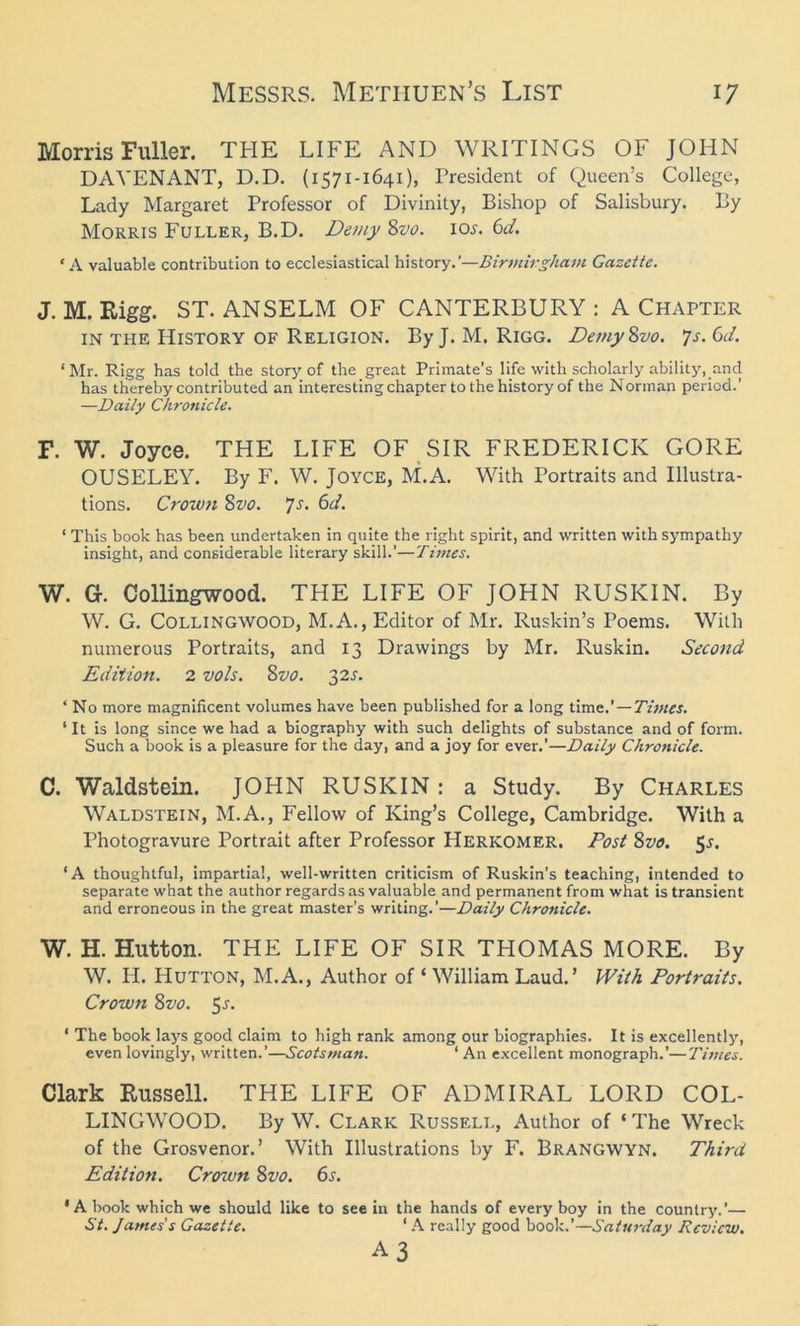 Messrs. Methuen's List 17
Morris Fuller. THE LIFE AND WRITINGS OF JOHN
DAVENANT, D.D. (1571-1641), President of Queen's College,
Lady Margaret Professor of Divinity, Bishop of Salisbury. By
Morris Fuller, B.D. Demy 8vo. 10s. 6d.
'A valuable contribution to ecclesiastical history.'—Birmingham Gazette.
J. M. Rigg. ST. ANSELM OF CANTERBURY : A Chapter
in the History of Religion. By J. M. Rigg. Demy 8vo. 7s. 6d.
'Mr. Rigg has told the story of the great Primate's life with scholarly ability, and
has thereby contributed an interesting chapter to the history of the Norman period.'
—Daily Chronicle.
F. W. Joyce. THE LIFE OF SIR FREDERICK GORE
OUSELEY. By F. W. Joyce, M.A. With Portraits and Illustra-
tions. Crown 8vo. 7s. 6d.
'This book has been undertaken in quite the right spirit, and written with sympathy
insight, and considerable literary skill.'—Times.
W. G. Collingwood. THE LIFE OF JOHN RUSKIN. By
W. G. Collingwood, M.A., Editor of Mr. Ruskin's Poems. With
numerous Portraits, and 13 Drawings by Mr. Ruskin. Second
Edition. 2 vols. 8vo. 32s.
'No more magnificent volumes have been published for a long time.'—Times.
'It is long since we had a biography with such delights of substance and of form.
Such a book is a pleasure for the day, and a joy for ever.'—Daily Chronicle.
C. Waldstein. JOHN RUSKIN : a Study. By Charles
Waldstein, M.A., Fellow of King's College, Cambridge. With a
Photogravure Portrait after Professor Herkomer. Post 8vo. 5s.
'A thoughtful, impartial, well-written criticism of Ruskin's teaching, intended to
separate what the author regards as valuable and permanent from what is transient
and erroneous in the great master's writing.'—Daily Chronicle.
W. H. Hutton. THE LIFE OF SIR THOMAS MORE. By
W. H. Hutton, M.A., Author of 'William Laud.' With Portraits.
Crown 8vo. 5s.
'The book lays good claim to high rank among our biographies. It is excellently,
even lovingly, written.'—Scotsman. 'An excellent monograph.'—Times.
Clark Russell. THE LIFE OF ADMIRAL LORD COL-
LINGWOOD. By W. Clark Russell, Author of 'The Wreck
of the Grosvenor.' With Illustrations by F. Brangwyn. Third
Edition. Crown 8vo. 6s.
'A book which we should like to see in the hands of every boy in the country.'—
St. James's Gazette. 'A really good book.'—Saturday Review.
A 3